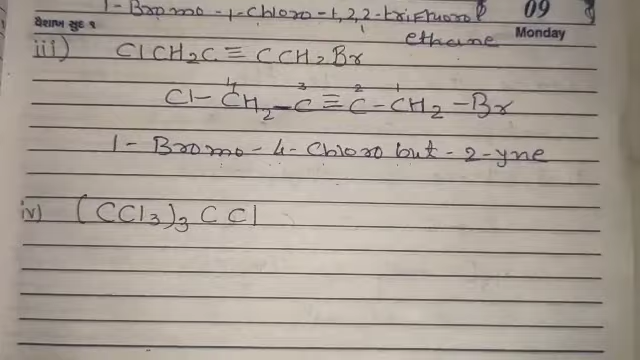 1-Bromo-1-Chloro-1,2,2-trifluoro
ethane
09
Monday
વૈશાખ સુદ ૧
iii) ClCH2C ≡ CCH2Br
4 3 2 1
Cl-CH2-C≡C-CH2-Br
1-Bromo-4-Chloro but-2-yne
iv) (CCl3)3 CCl